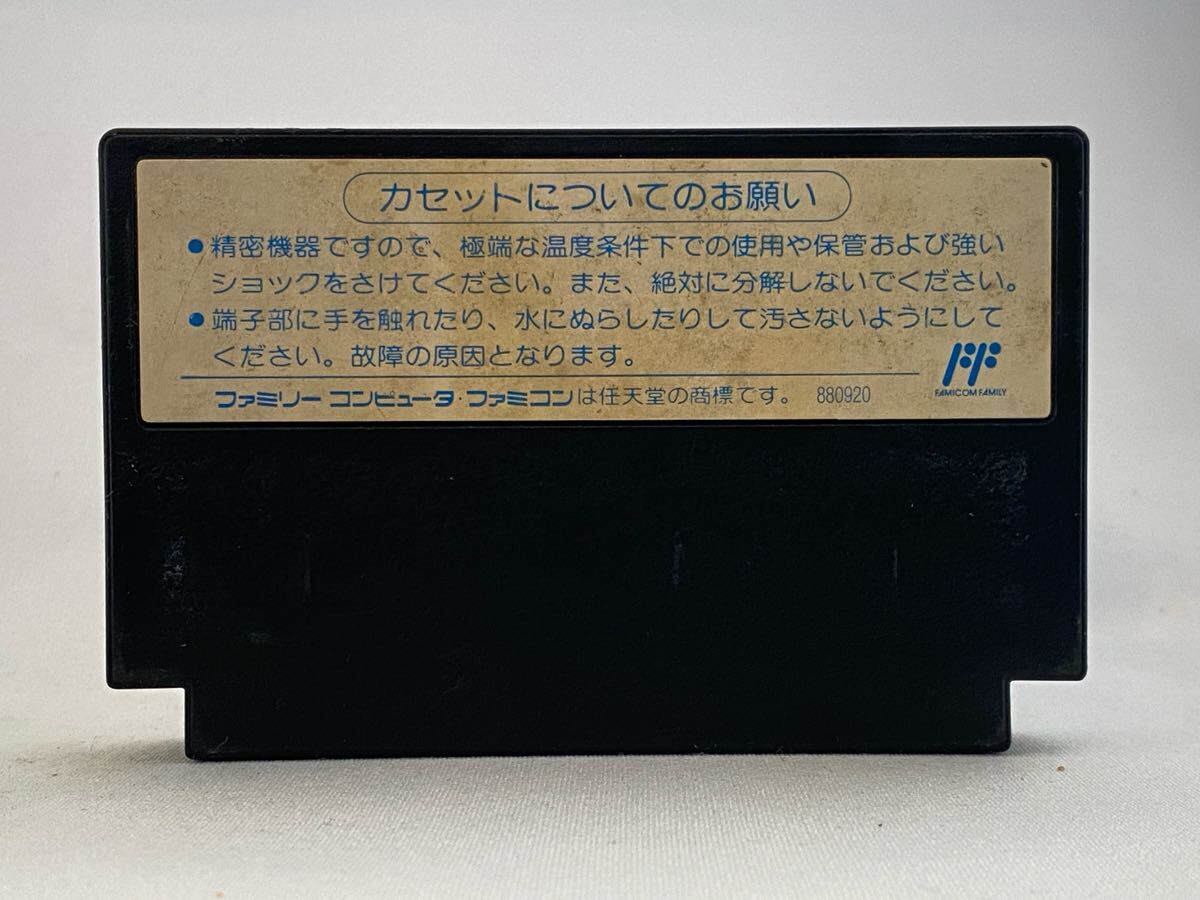 カセットについてのお願い
●精密機器ですので、極端な温度条件下での使用や保管および強い
ショックをさけてください。また、絶対に分解しないでください。
●端子部に手を触れたり、水にぬらしたりして汚さないようにして
ください。故障の原因となります。
FAMICOM FAMILY
ファミリー コンピュータ・ファミコンは任天堂の商標です。 880920